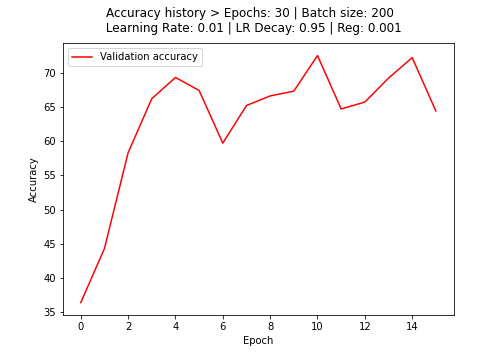 Accuracy history > Epochs: 30 | Batch size: 200
Learning Rate: 0.01 | LR Decay: 0.95 | Reg: 0.001
Validation accuracy
70
65
60
55
50
45
40
35
Accuracy
0 2 4 6 8 10 12 14
Epoch